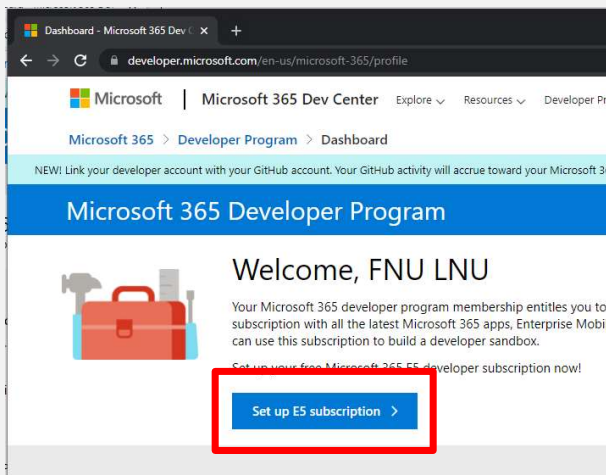 Dashboard - Microsoft 365 Dev C
developer.microsoft.com/en-us/microsoft-365/profile
Microsoft | Microsoft 365 Dev Center Explore Resources Developer Pr
Microsoft 365 > Developer Program > Dashboard
NEW! Link your developer account with your GitHub account. Your GitHub activity will accrue toward your Microsoft 3
Microsoft 365 Developer Program
Welcome, FNU LNU
Your Microsoft 365 developer program membership entitles you to
subscription with all the latest Microsoft 365 apps, Enterprise Mobi
can use this subscription to build a developer sandbox.
Set up your free Microsoft 365 E5 developer subscription now!
Set up E5 subscription >